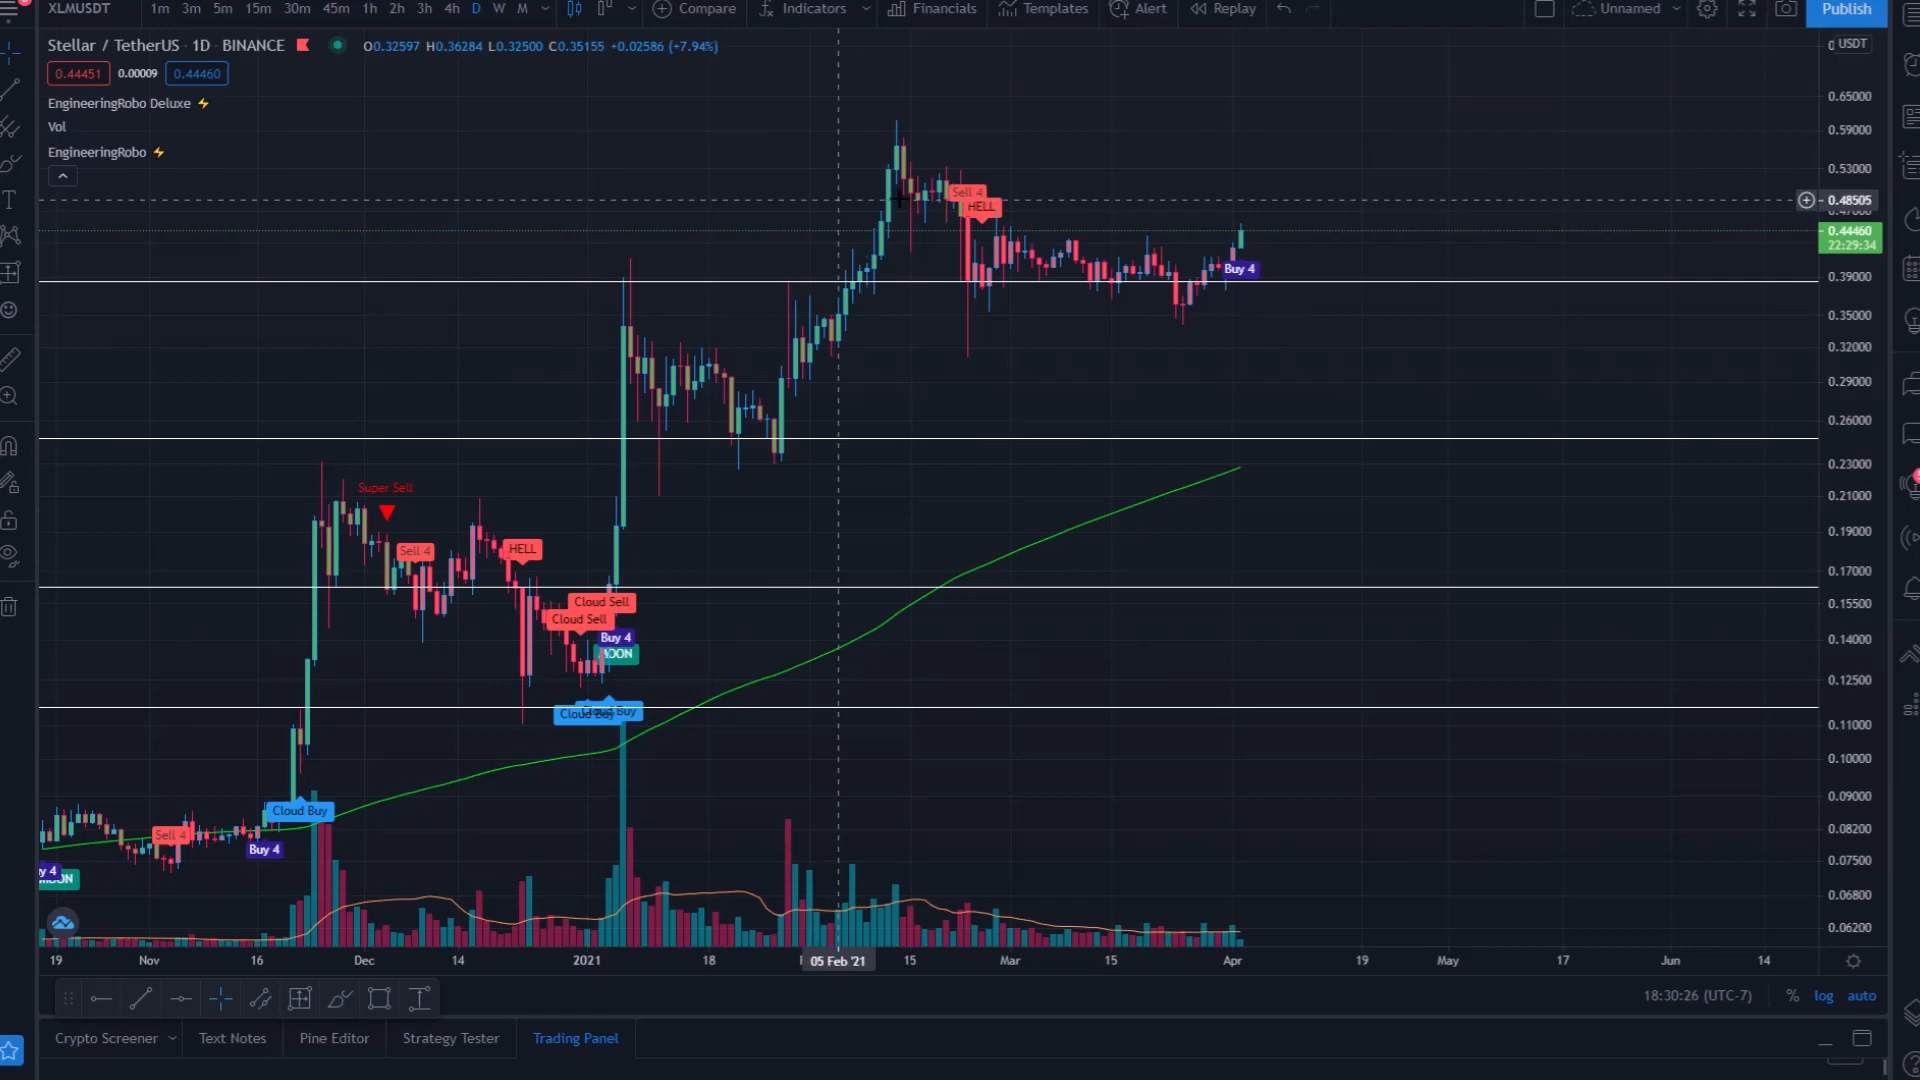 XLMUSDT 1m 3m 5m 15m 30m 45m 1h 2h 3h 4h D W M Compare Indicators Financials Templates Alert Replay Unnamed Publish
Stellar / TetherUS · 1D · BINANCE O0.32597 H0.36284 L0.32500 C0.35155 +0.02586 (+7.94%)
USDT
0.44451 0.00009 0.44460
EngineeringRobo Deluxe
Vol
EngineeringRobo
0.65000
0.59000
0.53000
0.48505
0.44460
22:29:34
0.39000
0.35000
0.32000
0.29000
0.26000
0.23000
0.21000
0.19000
0.17000
0.15500
0.14000
0.12500
0.11000
0.10000
0.09000
0.08200
0.07500
0.06800
0.06200
Sell 4
HELL
Buy 4
Super Sell
Sell 4
HELL
Cloud Sell
Cloud Sell
Buy 4
MOON
Cloud Buy
Cloud Buy
Cloud Buy
Sell 4
Buy 4
y 4
19 Nov 16 Dec 14 2021 18 05 Feb '21 15 Mar 15 Apr 19 May 17 Jun 14
18:30:26 (UTC-7) % log auto
Crypto Screener Text Notes Pine Editor Strategy Tester Trading Panel